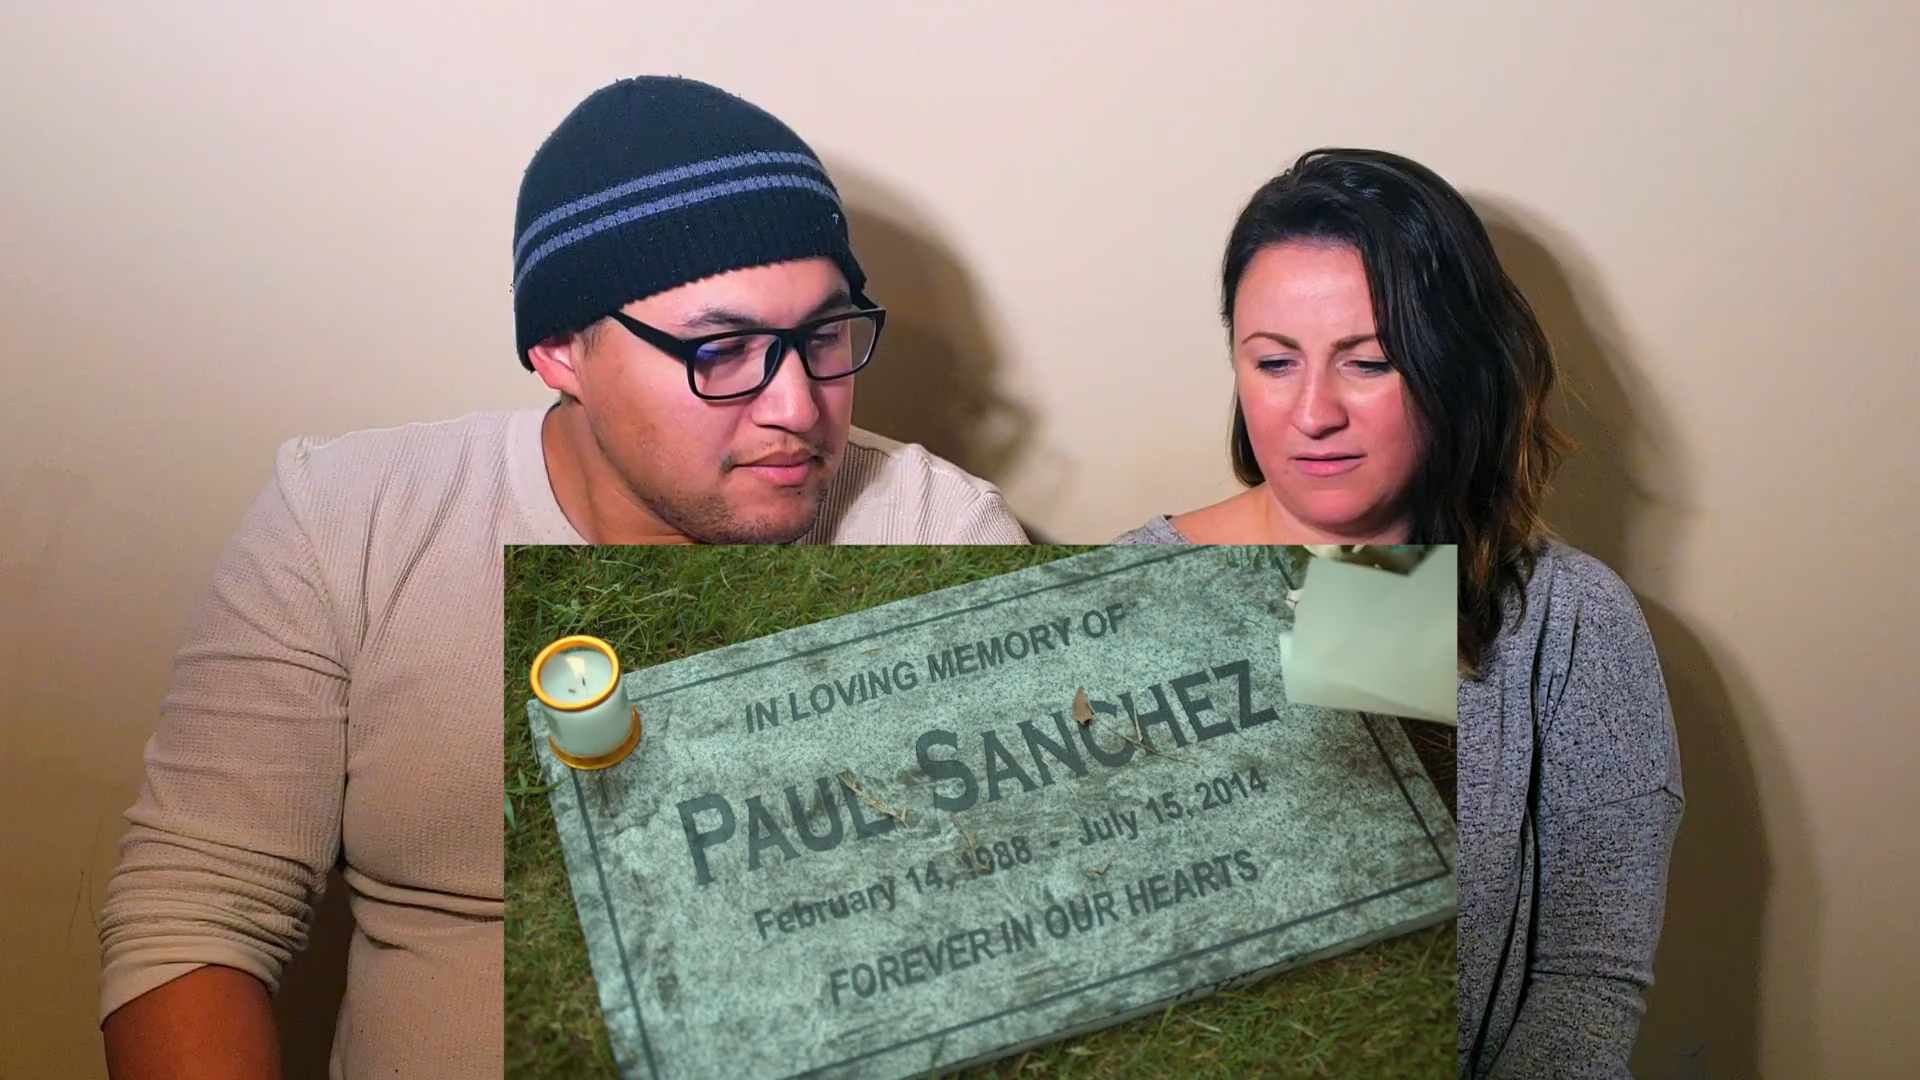 IN LOVING MEMORY OF
PAUL SANCHEZ
February 14, 1988 - July 15, 2014
FOREVER IN OUR HEARTS